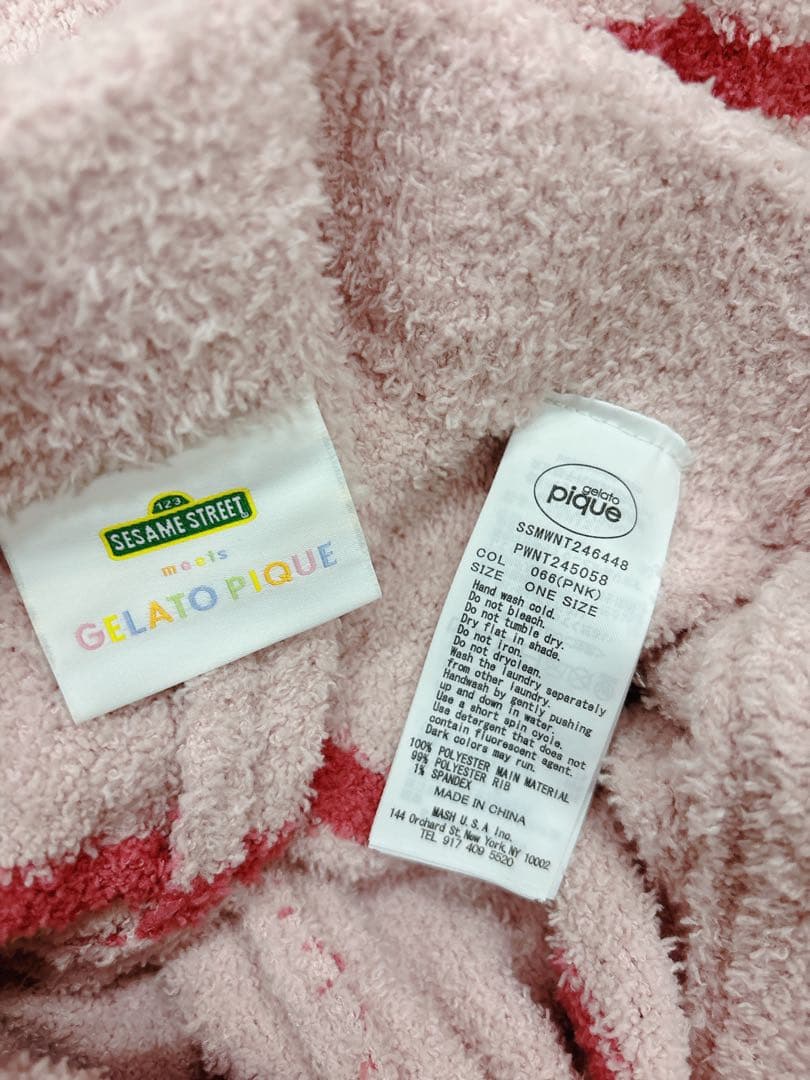 123
SESAME STREET
meets
GELATO PIQUE
gelato
pique
SSMWNT246448
PWNT245058
COL 066(PNK)
SIZE ONE SIZE
Hand wash cold.
Do not bleach.
Do not tumble dry.
Dry flat in shade.
Do not iron.
Do not dryclean.
Wash the laundry separately
from other laundry.
Handwash by gently pushing
up and down in water.
Use a short spin cycle.
Use detergent that does not
contain fluorescent agent.
Dark colors may run.
100% POLYESTER MAIN MATERIAL
99% POLYESTER RIB
1% SPANDEX
MADE IN CHINA
MASH U.S.A Inc.
144 Orchard St, New York, NY 10002
TEL 917 409 5520